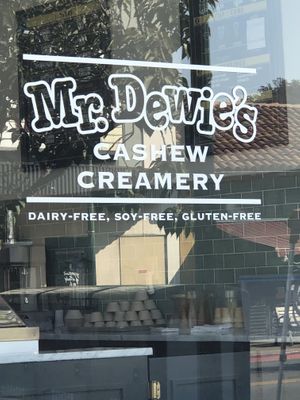 Mr. Dewie's
CASHEW
CREAMERY
DAIRY-FREE, SOY-FREE, GLUTEN-FREE